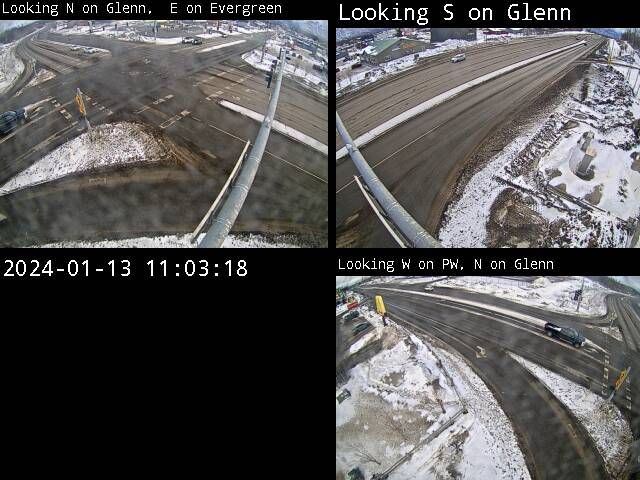 Looking N on Glenn,  E on Evergreen
Looking S on Glenn
2024-01-13 11:03:18
Looking W on PW, N on Glenn